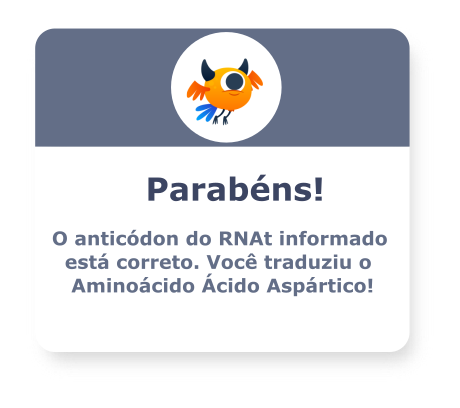 Parabéns!
O anticódon do RNAt informado
está correto. Você traduziu o
Aminoácido Ácido Aspártico!